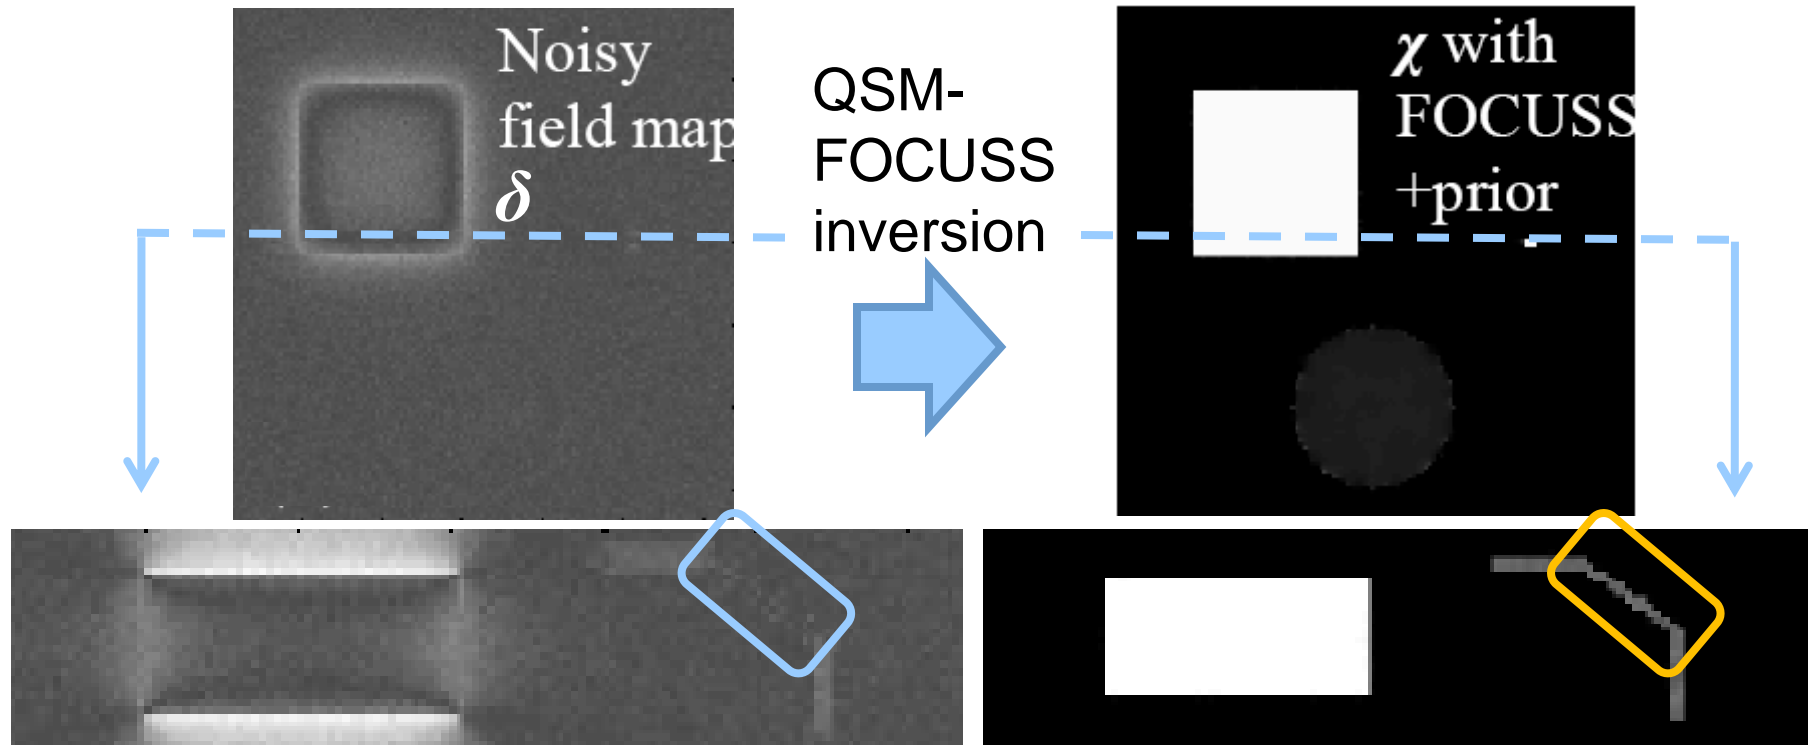 Noisy
field map
δ
QSM-
FOCUSS
inversion
χ with
FOCUSS
+prior